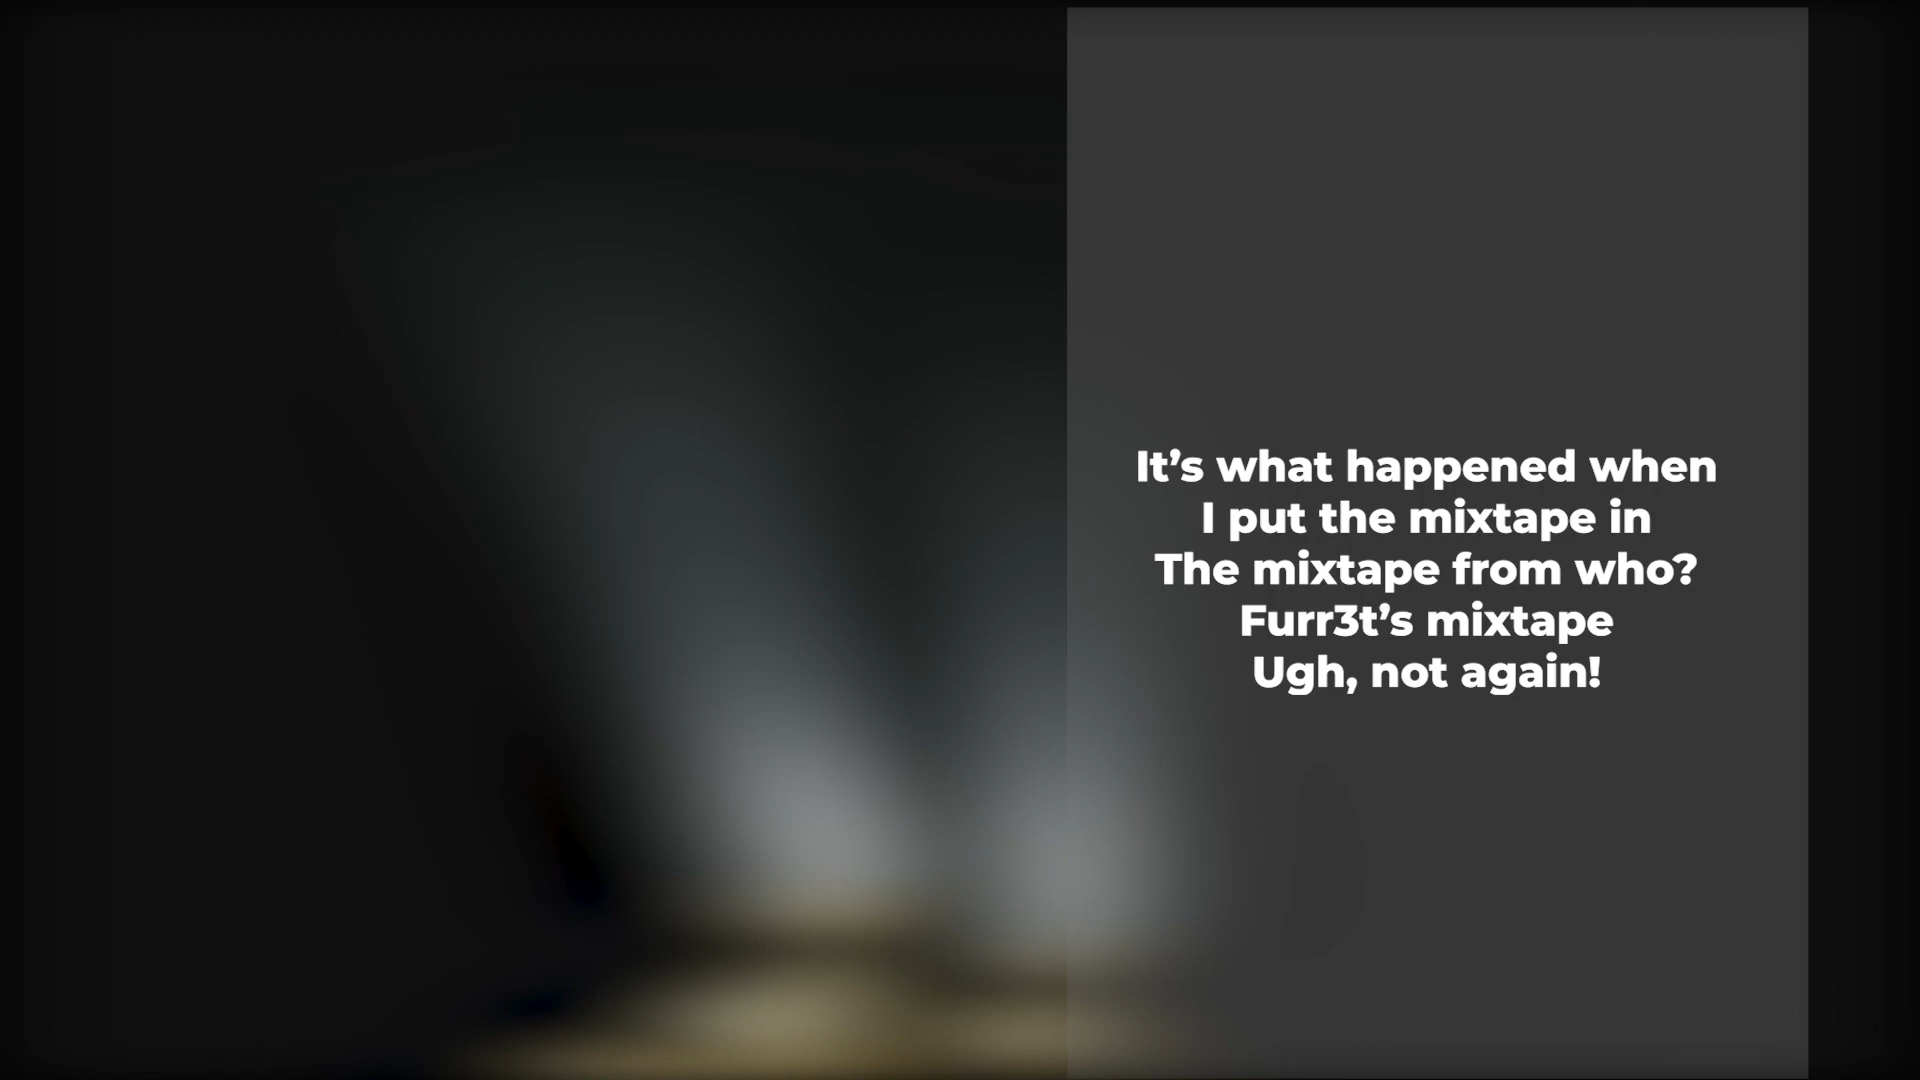 It’s what happened when
I put the mixtape in
The mixtape from who?
Furr3t’s mixtape
Ugh, not again!